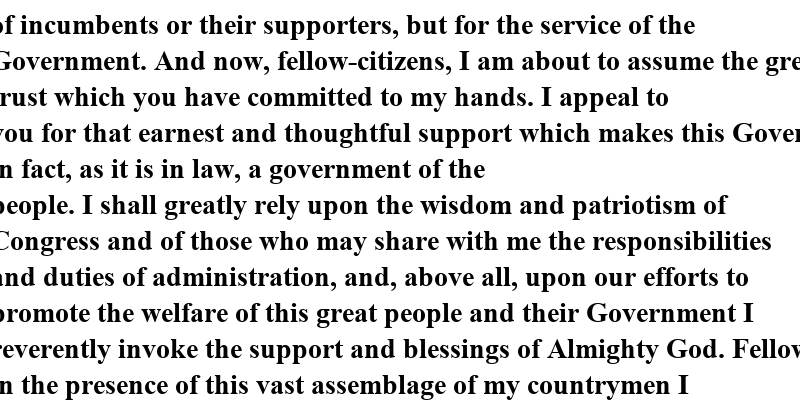 of incumbents or their supporters, but for the service of the
Government. And now, fellow-citizens, I am about to assume the gre
trust which you have committed to my hands. I appeal to
you for that earnest and thoughtful support which makes this Gover
in fact, as it is in law, a government of the
people. I shall greatly rely upon the wisdom and patriotism of
Congress and of those who may share with me the responsibilities
and duties of administration, and, above all, upon our efforts to
promote the welfare of this great people and their Government I
reverently invoke the support and blessings of Almighty God. Fellow
in the presence of this vast assemblage of my countrymen I